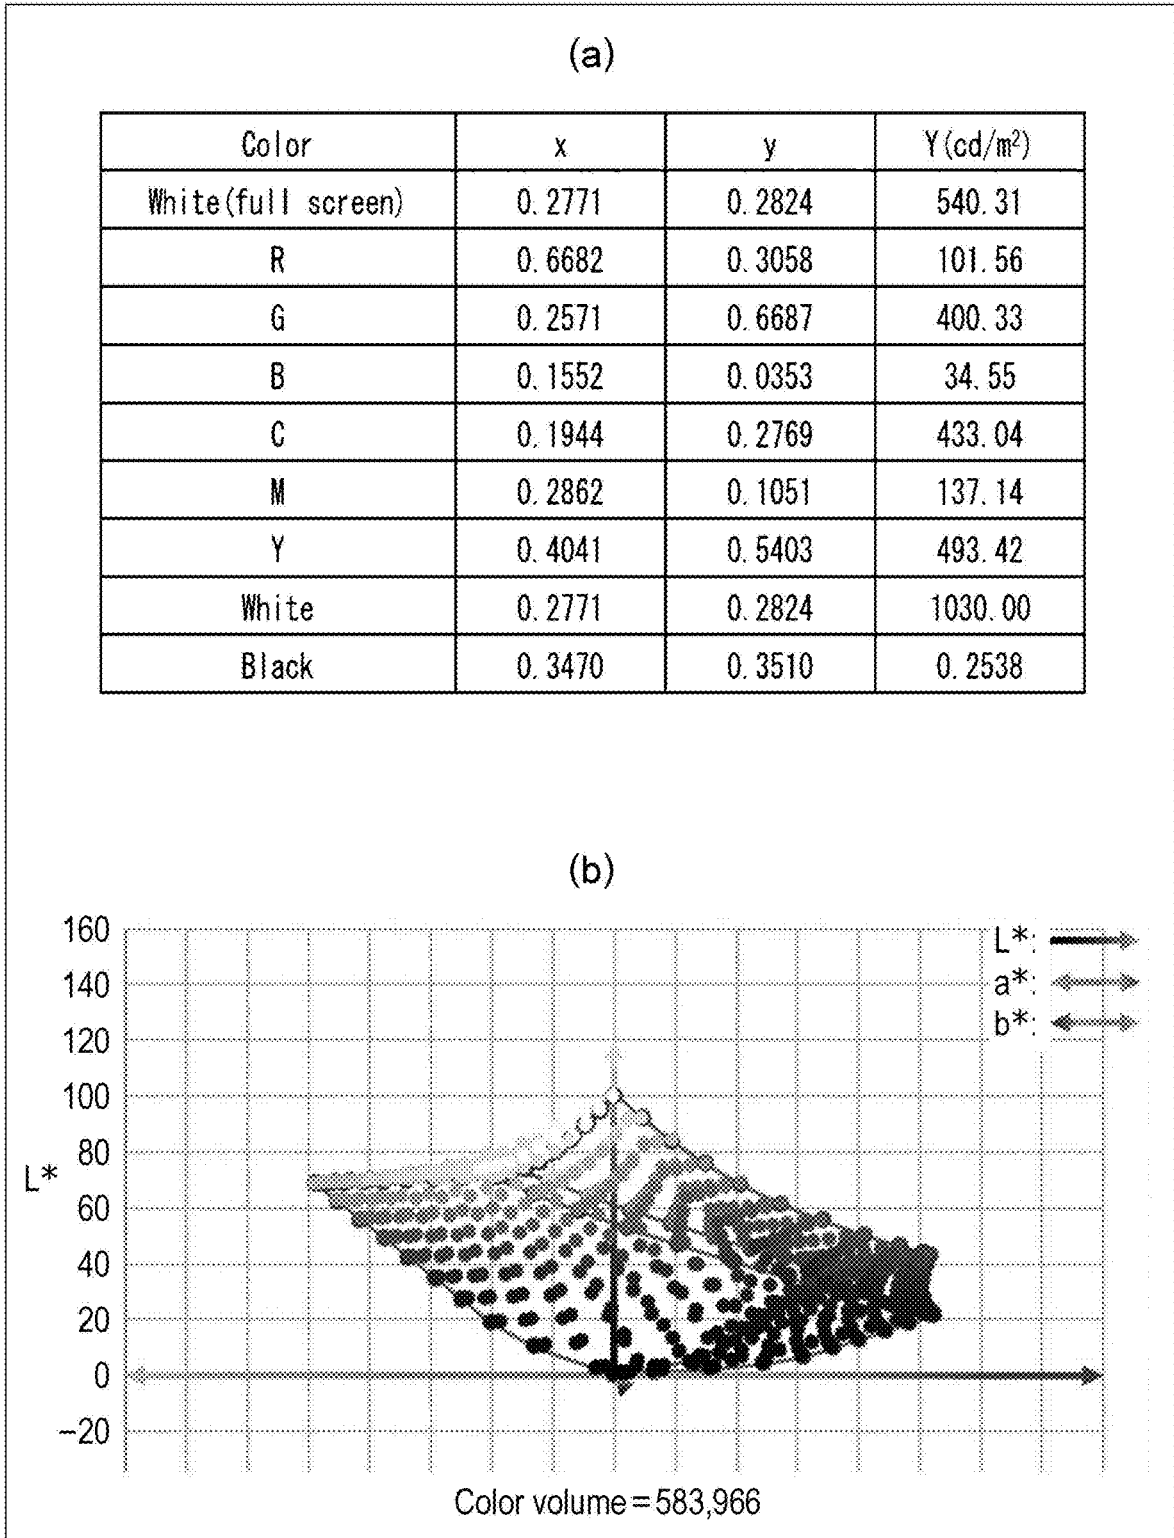 (a)
Color x y Y(cd/m²)
White(full screen) 0.2771 0.2824 540.31
R 0.6682 0.3058 101.56
G 0.2571 0.6687 400.33
B 0.1552 0.0353 34.55
C 0.1944 0.2769 433.04
M 0.2862 0.1051 137.14
Y 0.4041 0.5403 493.42
White 0.2771 0.2824 1030.00
Black 0.3470 0.3510 0.2538
(b)
160
140
120
100
80
60
40
20
0
−20
L*
L*:
a*:
b*:
Color volume=583,966